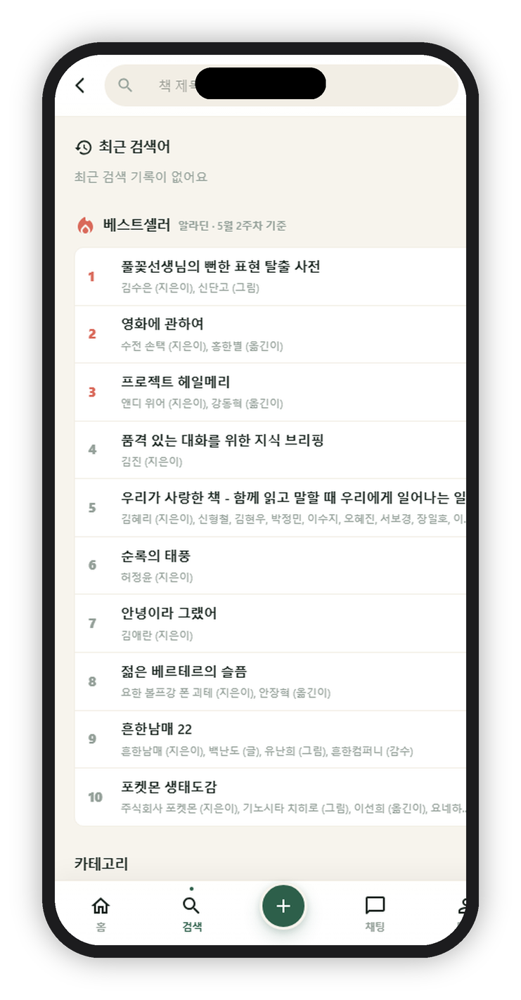 책 제목
최근 검색어
최근 검색 기록이 없어요
베스트셀러 알라딘 · 5월 2주차 기준
1 풀꽃선생님의 뻔한 표현 탈출 사전
김수은 (지은이), 신단고 (그림)
2 영화에 관하여
수전 손택 (지은이), 홍한별 (옮긴이)
3 프로젝트 헤일메리
앤디 위어 (지은이), 강동혁 (옮긴이)
4 품격 있는 대화를 위한 지식 브리핑
김진 (지은이)
5 우리가 사랑한 책 - 함께 읽고 말할 때 우리에게 일어나는 일
김혜리 (지은이), 신형철, 김현우, 박정민, 이수지, 오혜진, 서보경, 장일호, 이..
6 순록의 태풍
허정윤 (지은이)
7 안녕이라 그랬어
김애란 (지은이)
8 젊은 베르테르의 슬픔
요한 볼프강 폰 괴테 (지은이), 안장혁 (옮긴이)
9 흔한남매 22
흔한남매 (지은이), 백난도 (글), 유난희 (그림), 흔한컴퍼니 (감수)
10 포켓몬 생태도감
주식회사 포켓몬 (지은이), 기노시타 치히로 (그림), 이선희 (옮긴이), 요네하..
카테고리
홈
검색
채팅